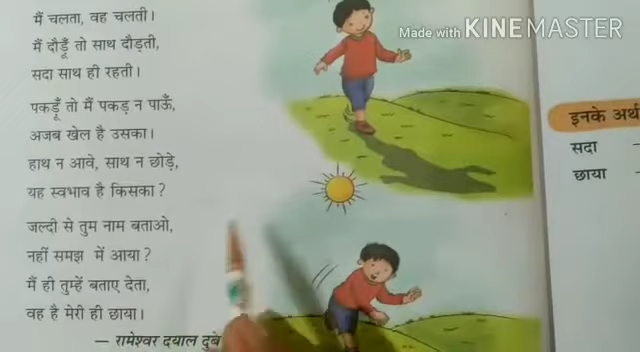 Made with KINEMASTER
मैं चलता, वह चलती।
मैं दौड़ूँ तो साथ दौड़ती,
सदा साथ ही रहती।
पकड़ूँ तो मैं पकड़ न पाऊँ,
अजब खेल है उसका।
हाथ न आवे, साथ न छोड़े,
यह स्वभाव है किसका?
जल्दी से तुम नाम बताओ,
नहीं समझ में आया?
मैं ही तुम्हें बताए देता,
वह है मेरी ही छाया।
— रामेश्वर दयाल दुबे
इनके अर्थ
सदा –
छाया –